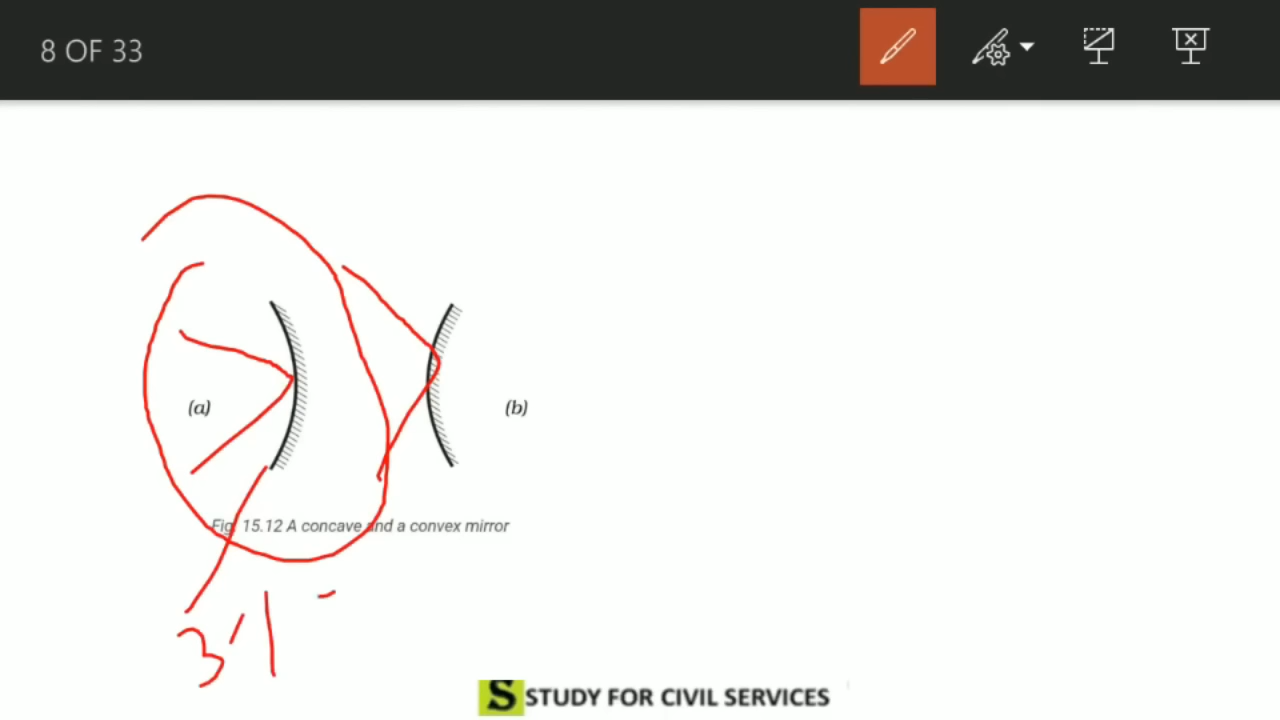 8 OF 33
(a)
(b)
Fig. 15.12 A concave and a convex mirror
S STUDY FOR CIVIL SERVICES